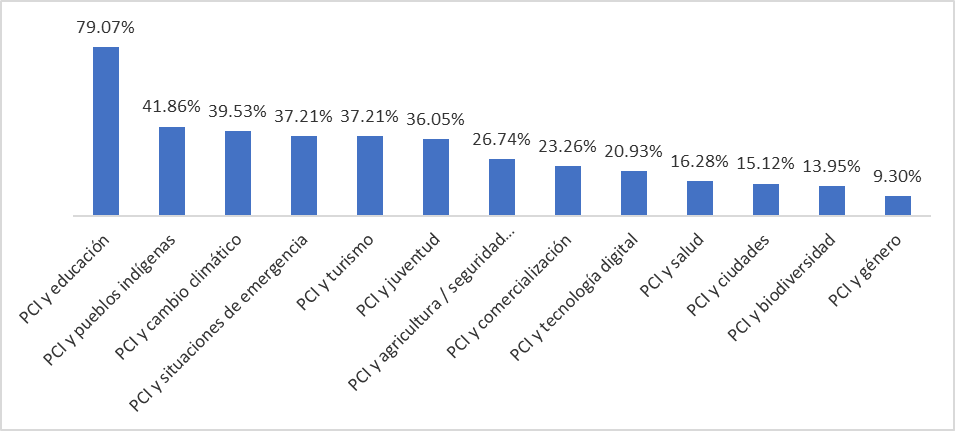 79.07%
41.86%
39.53%
37.21%
37.21%
36.05%
26.74%
23.26%
20.93%
16.28%
15.12%
13.95%
9.30%
PCI y educación
PCI y pueblos indígenas
PCI y cambio climático
PCI y situaciones de emergencia
PCI y turismo
PCI y juventud
PCI y agricultura / seguridad...
PCI y comercialización
PCI y tecnología digital
PCI y salud
PCI y ciudades
PCI y biodiversidad
PCI y género